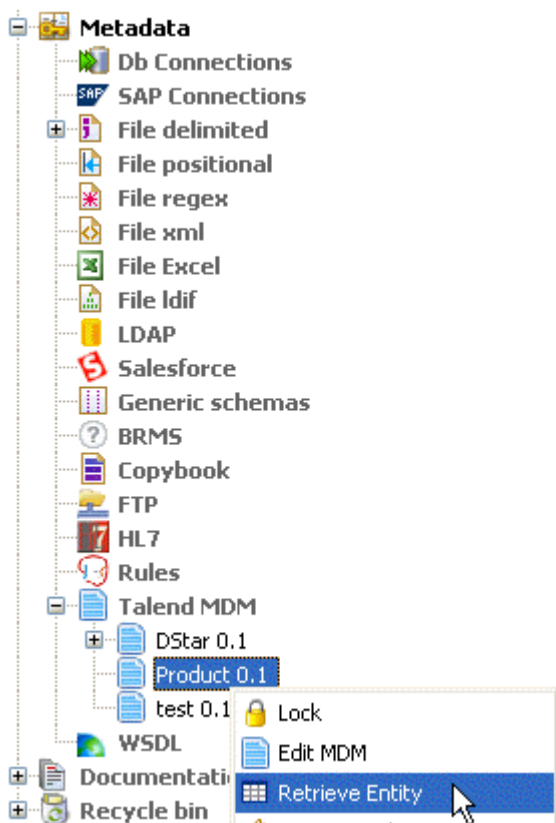 Metadata
Db Connections
SAP SAP Connections
File delimited
File positional
File regex
File xml
File Excel
File ldif
LDAP
Salesforce
Generic schemas
BRMS
Copybook
FTP
HL7
Rules
Talend MDM
DStar 0.1
Product 0.1
test 0.1
Lock
WSDL
Edit MDM
Documentati
Retrieve Entity
Recycle bin